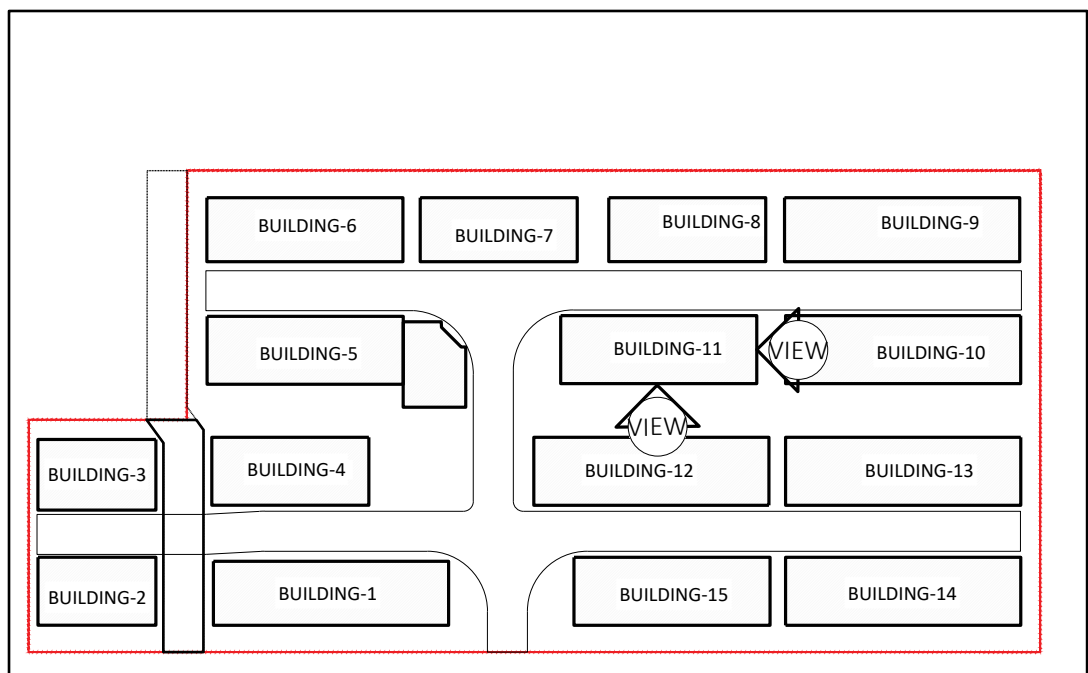 BUILDING-6
BUILDING-7
BUILDING-8
BUILDING-9
BUILDING-5
BUILDING-11
VIEW
BUILDING-10
VIEW
BUILDING-3
BUILDING-4
BUILDING-12
BUILDING-13
BUILDING-2
BUILDING-1
BUILDING-15
BUILDING-14